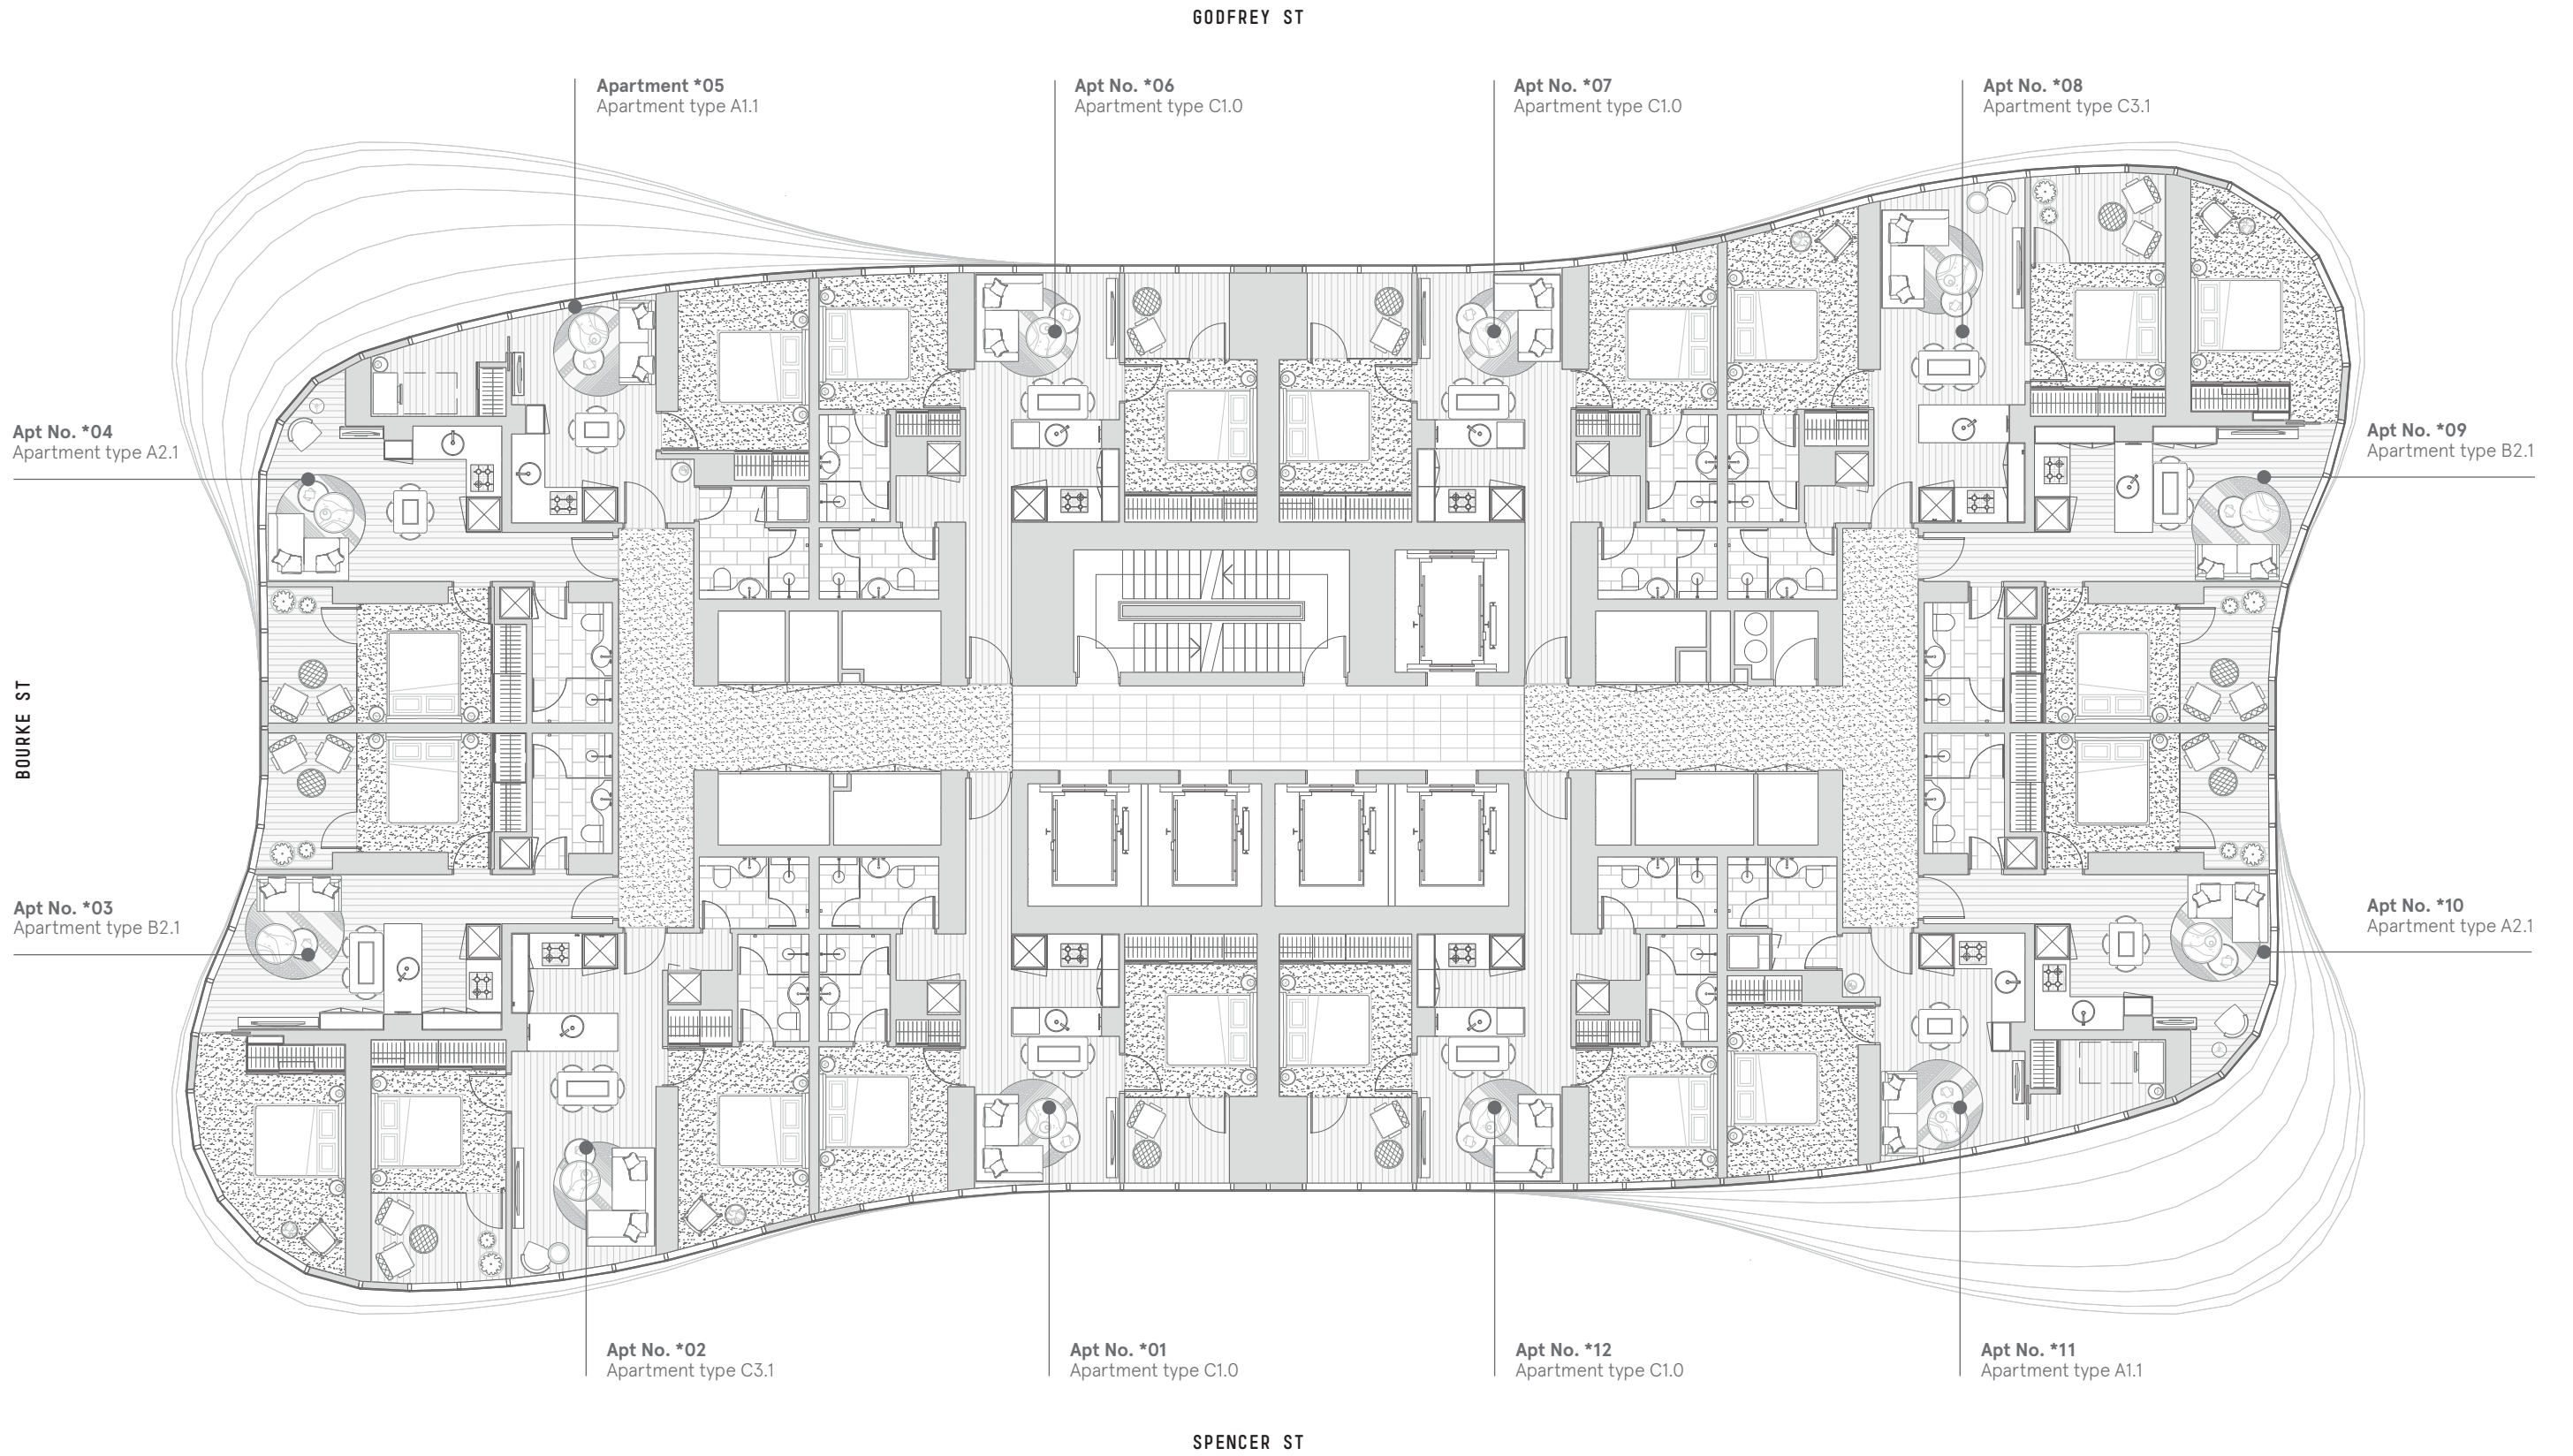 GODFREY ST
Apartment *05
Apartment type A1.1
Apt No. *06
Apartment type C1.0
Apt No. *07
Apartment type C1.0
Apt No. *08
Apartment type C3.1
Apt No. *04
Apartment type A2.1
Apt No. *09
Apartment type B2.1
BOURKE ST
Apt No. *03
Apartment type B2.1
Apt No. *10
Apartment type A2.1
Apt No. *02
Apartment type C3.1
Apt No. *01
Apartment type C1.0
Apt No. *12
Apartment type C1.0
Apt No. *11
Apartment type A1.1
SPENCER ST